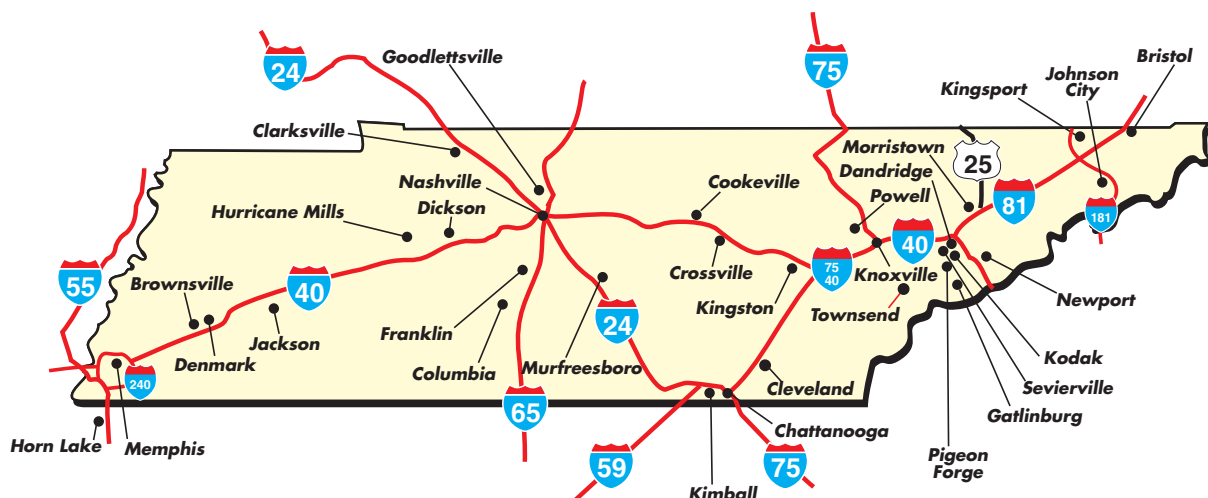 24
Goodlettsville
75
Kingsport
Johnson
City
Bristol
Clarksville
Morristown
Dandridge
25
Nashville
Dickson
Cookeville
Powell
Hurricane Mills
81
181
40
55
Brownsville
40
Crossville
75
40
Knoxville
Kingston
Townsend
Newport
Franklin
24
Denmark
Jackson
Columbia
Murfreesboro
Kodak
240
Cleveland
Sevierville
65
Gatlinburg
Horn Lake
Memphis
Chattanooga
59
75
Pigeon
Forge
Kimball